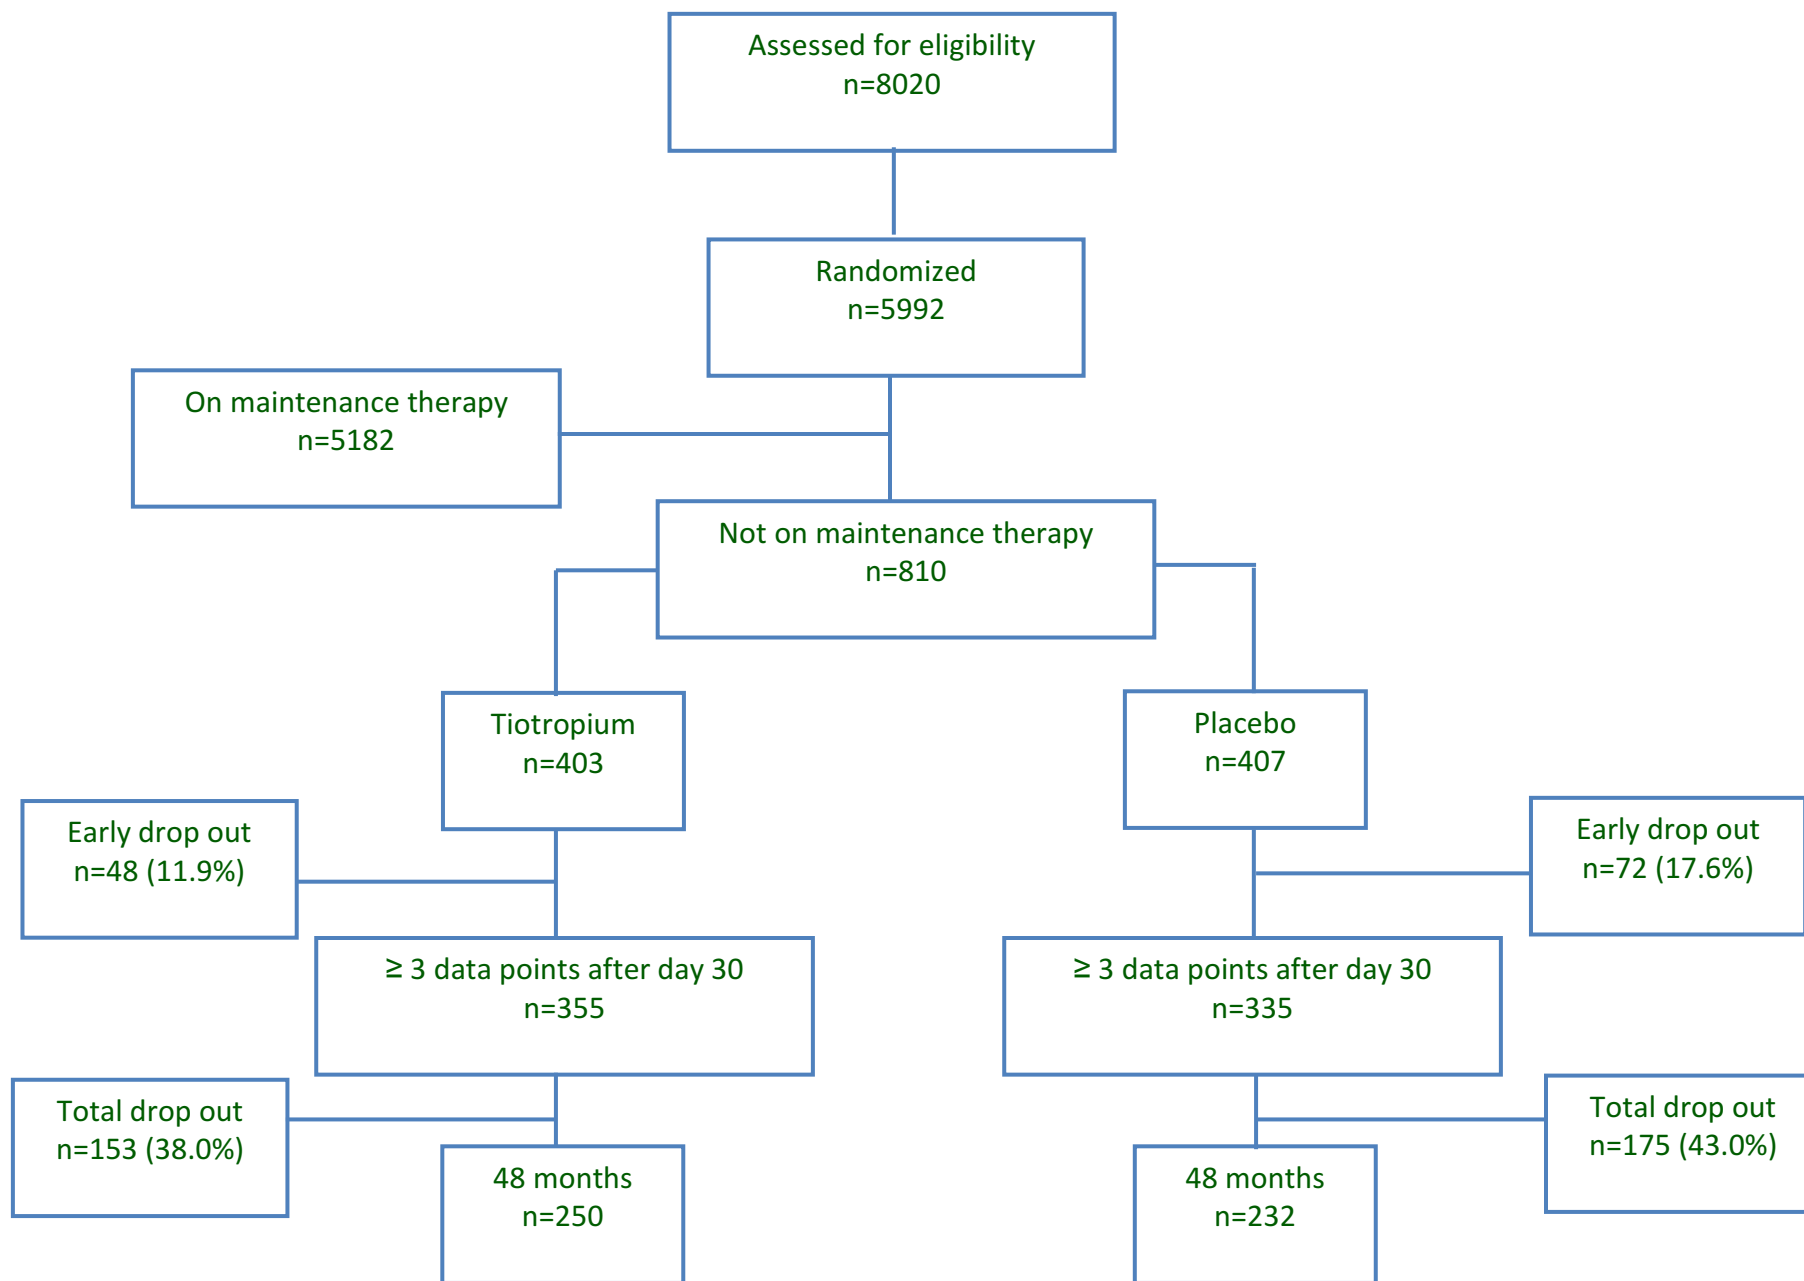 Assessed for eligibility
n=8020
Randomized
n=5992
On maintenance therapy
n=5182
Not on maintenance therapy
n=810
Tiotropium
n=403
Placebo
n=407
Early drop out
n=48 (11.9%)
Early drop out
n=72 (17.6%)
≥ 3 data points after day 30
n=355
≥ 3 data points after day 30
n=335
Total drop out
n=153 (38.0%)
Total drop out
n=175 (43.0%)
48 months
n=250
48 months
n=232